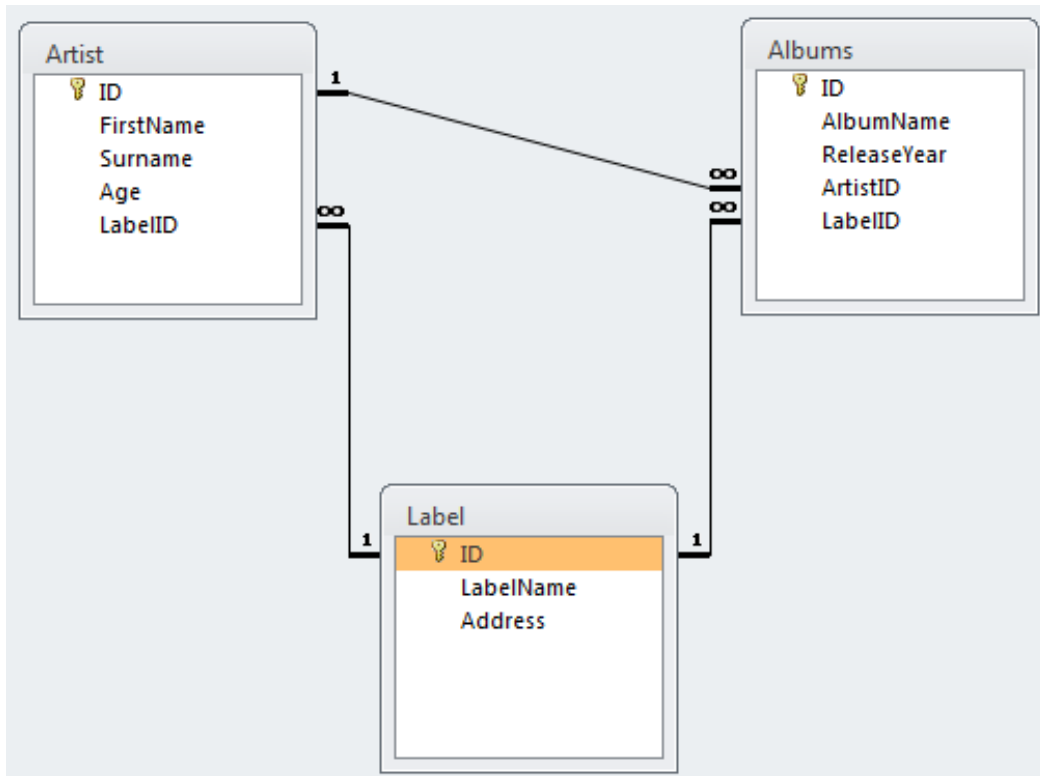 Artist
ID
FirstName
Surname
Age
LabelID
1
∞
Albums
ID
AlbumName
ReleaseYear
ArtistID
LabelID
∞
∞
Label
ID
LabelName
Address
1
1